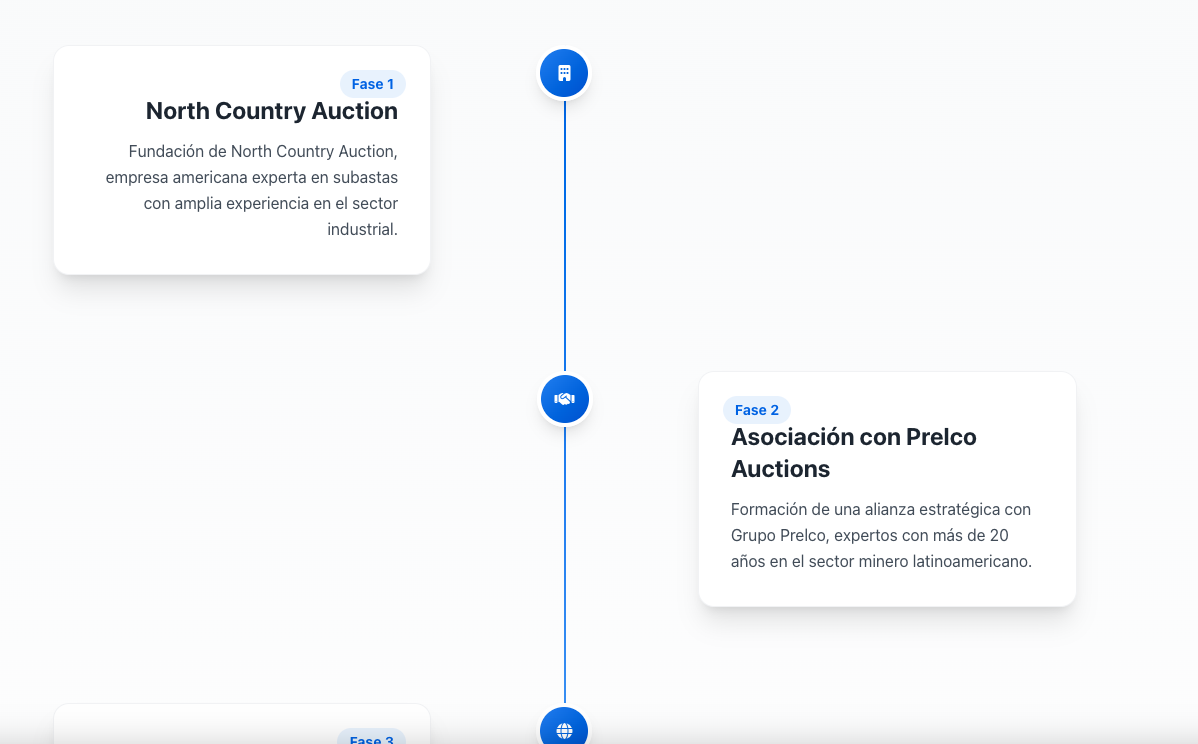 Fase 1
North Country Auction
Fundación de North Country Auction,
empresa americana experta en subastas
con amplia experiencia en el sector
industrial.
Fase 2
Asociación con Prelco
Auctions
Formación de una alianza estratégica con
Grupo Prelco, expertos con más de 20
años en el sector minero latinoamericano.
Fase 3